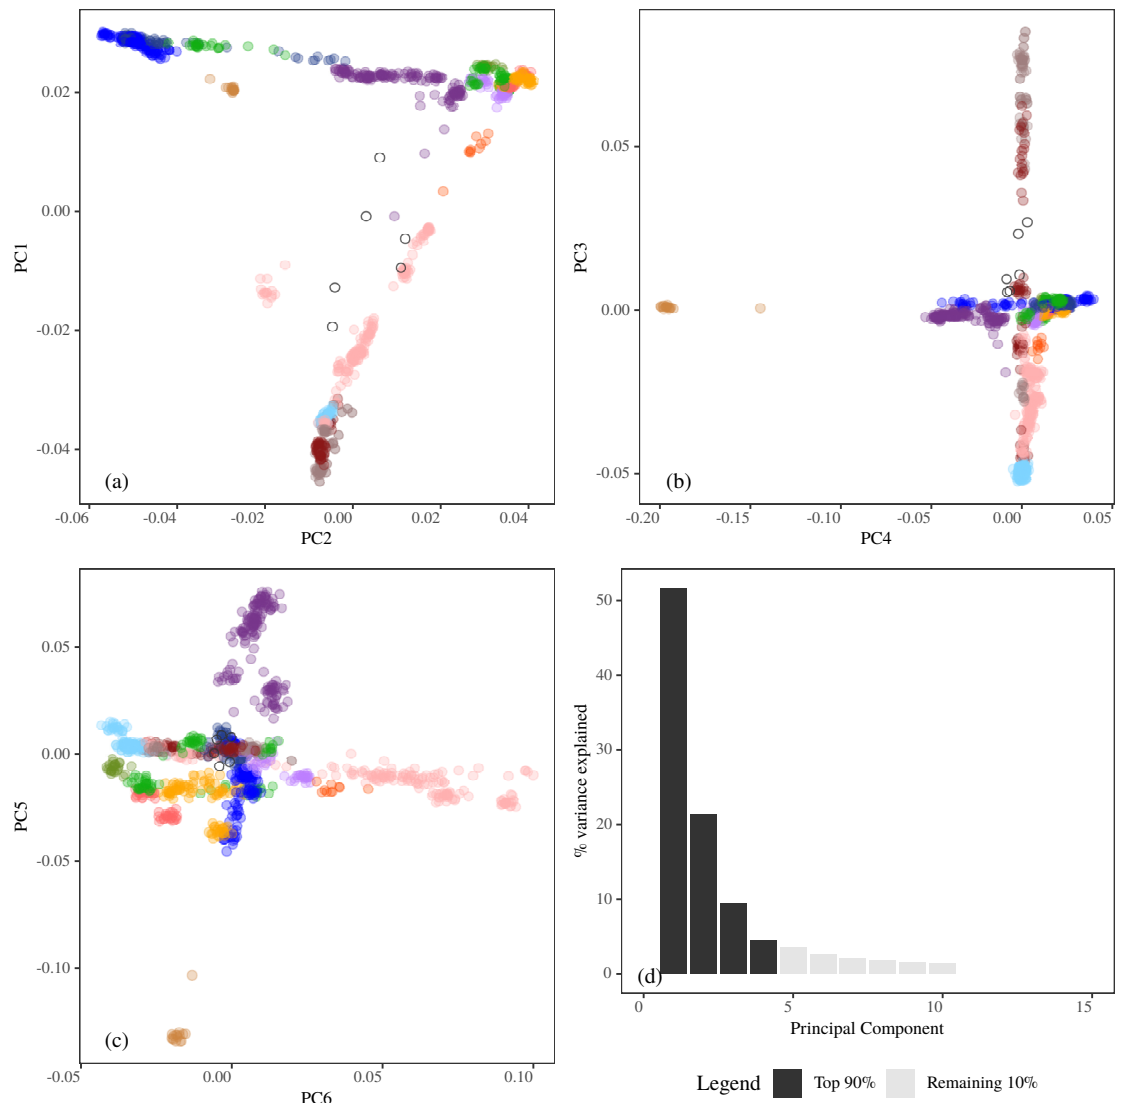 0.02
0.00
-0.02
-0.04
PC1
(a)
-0.06
-0.04
-0.02
0.00
0.02
0.04
PC2
0.05
0.00
-0.05
PC3
(b)
-0.20
-0.15
-0.10
-0.05
0.00
0.05
PC4
0.05
0.00
-0.05
-0.10
PC5
(c)
-0.05
0.00
0.05
0.10
PC6
50
40
30
20
10
0
% variance explained
(d)
0
5
10
15
Principal Component
Legend Top 90% Remaining 10%